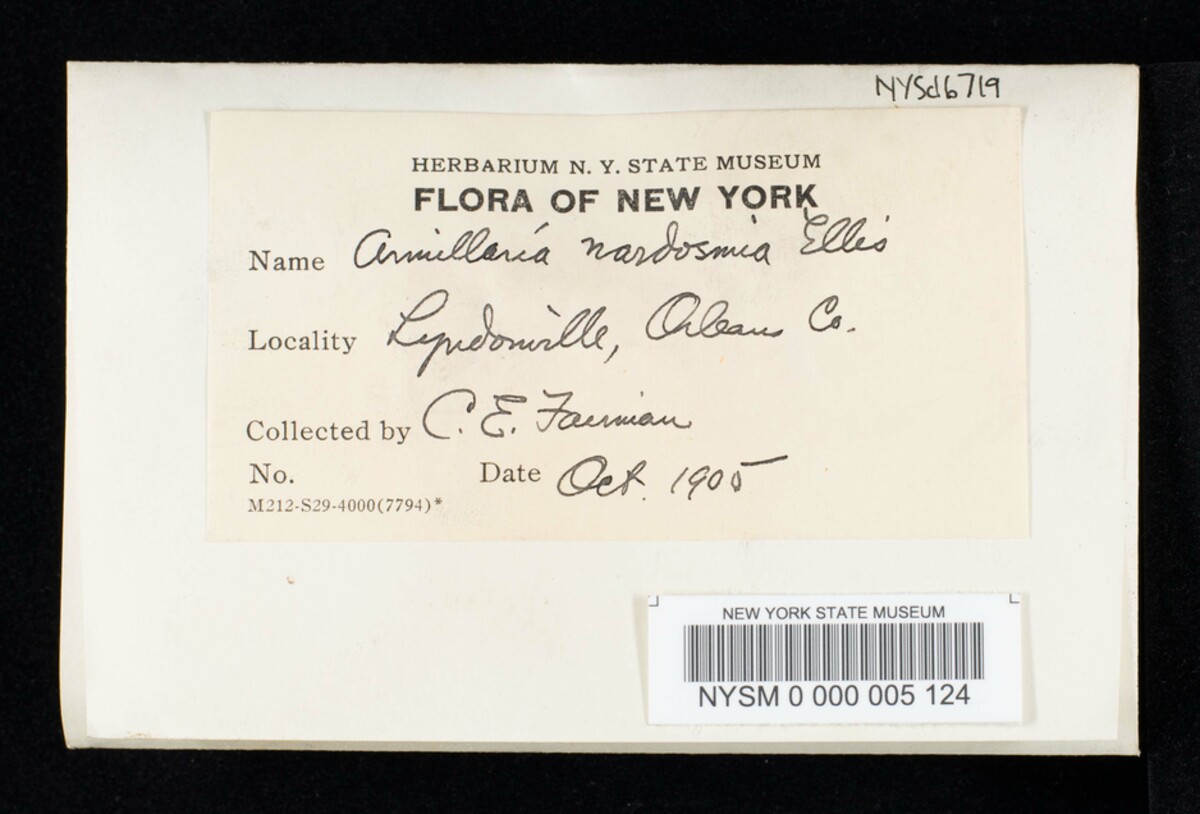 NYSd6719
HERBARIUM N. Y. STATE MUSEUM
FLORA OF NEW YORK
Name Armillaria nardosmia Ellis
Locality Lyndonville, Orleans Co.
Collected by C. E. Fairman
No. Date Oct. 1905
M212-S29-4000(7794)*
NEW YORK STATE MUSEUM
NYSM 0 000 005 124